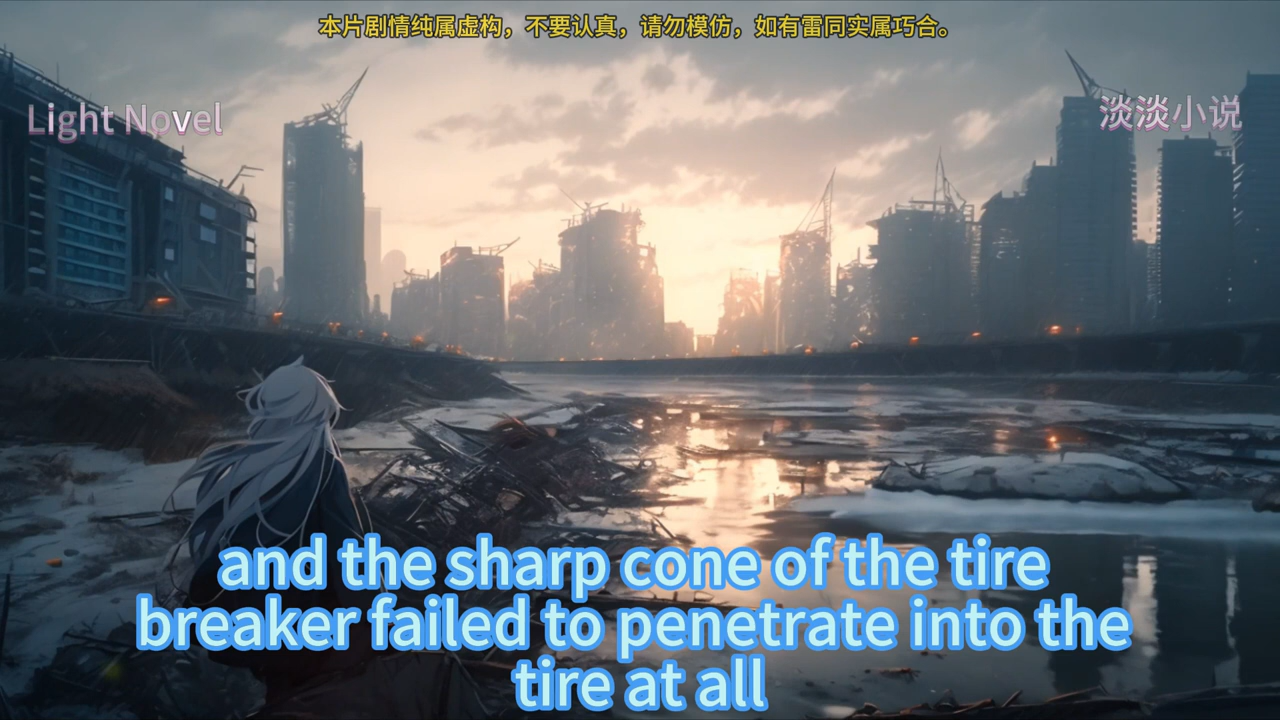 本片剧情纯属虚构，不要认真，请勿模仿，如有雷同实属巧合。
Light Novel
淡淡小说
and the sharp cone of the tire
breaker failed to penetrate into the
tire at all